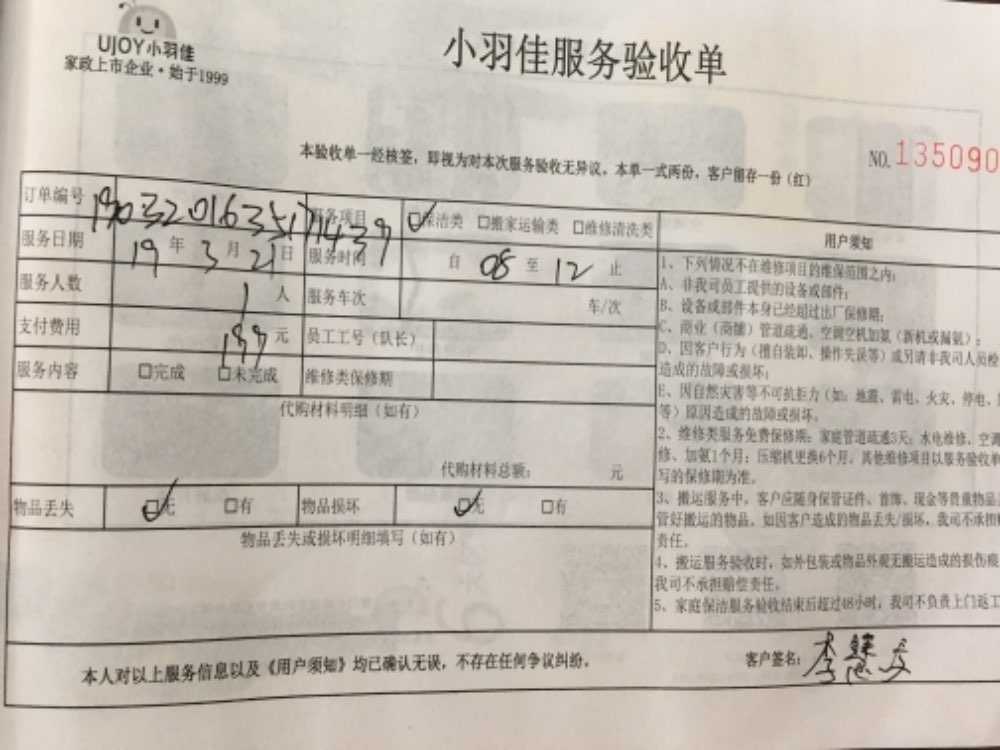 UJOY小羽佳
家政上市企业·始于1999
小羽佳服务验收单
本验收单一经核签，即视为对本次服务验收无异议。本单一式两份，客户留存一份（红）
NO.135090
订单编号 服务项目 保洁类 搬家运输类 维修清洗类
服务日期 19年3月21日 服务时间 自08至12止
服务人数 1人 服务车次 车/次
支付费用 元 员工工号（队长）
服务内容 完成 未完成 维修类保修期
代购材料明细（如有）
代购材料总额： 元
物品丢失 无 有 物品损坏 无 有
物品丢失或损坏明细填写（如有）
用户须知
1、下列情况不在维修项目的维保范围之内：
A、非我司员工提供的设备或部件；
B、设备或部件本身已经超过出厂保修期；
C、商业（商铺）管道疏通、空调空机加氨（新机或漏氨）；
D、因客户行为（擅自装卸、操作失误等）或另请非我司人员检
造成的故障或损坏；
E、因自然灾害等不可抗拒力（如：地震、雷电、火灾、停电、
等）原因造成的故障或损坏。
2、维修类服务免费保修期：家庭管道疏通3天；水电维修、空调
修、加氨1个月；压缩机更换6个月。其他维修项目以服务验收单
写的保修期为准。
3、搬运服务中，客户应随身保管证件、首饰、现金等贵重物品
管好搬运的物品。如因客户造成的物品丢失/损坏，我司不承担
责任。
4、搬运服务验收时，如外包装或物品外观无搬运造成的损伤痕
我司不承担赔偿责任。
5、家庭保洁服务验收结束后超过48小时，我司不负责上门返工
本人对以上服务信息以及《用户须知》均已确认无误，不存在任何争议纠纷。
客户签名：